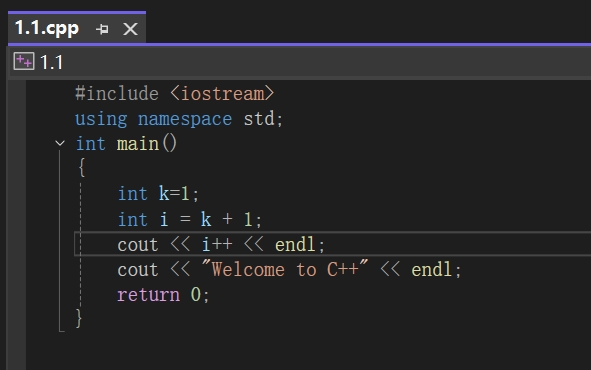 1.1.cpp
1.1
#include <iostream>
using namespace std;
int main()
{
int k=1;
int i = k + 1;
cout << i++ << endl;
cout << "Welcome to C++" << endl;
return 0;
}